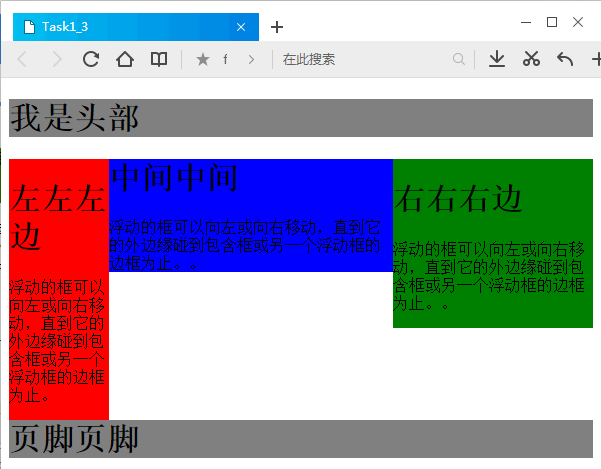 Task1_3
f
在此搜索
我是头部
左左左
边
浮动的框可以
向左或向右移
动，直到它的
外边缘碰到包
含框或另一个
浮动框的边框
为止。
中间中间
浮动的框可以向左或向右移动，直到它
的外边缘碰到包含框或另一个浮动框的
边框为止。。
右右右边
浮动的框可以向左或向右移
动，直到它的外边缘碰到包
含框或另一个浮动框的边框
为止。。
页脚页脚